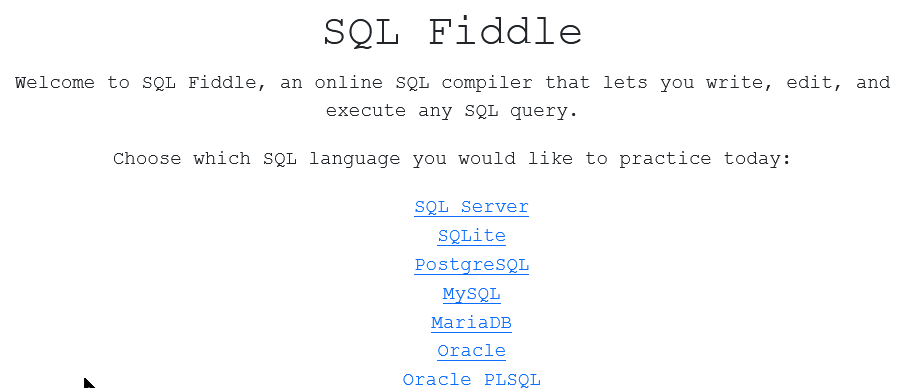 SQL Fiddle
Welcome to SQL Fiddle, an online SQL compiler that lets you write, edit, and
execute any SQL query.
Choose which SQL language you would like to practice today:
SQL Server
SQLite
PostgreSQL
MySQL
MariaDB
Oracle
Oracle PLSQL